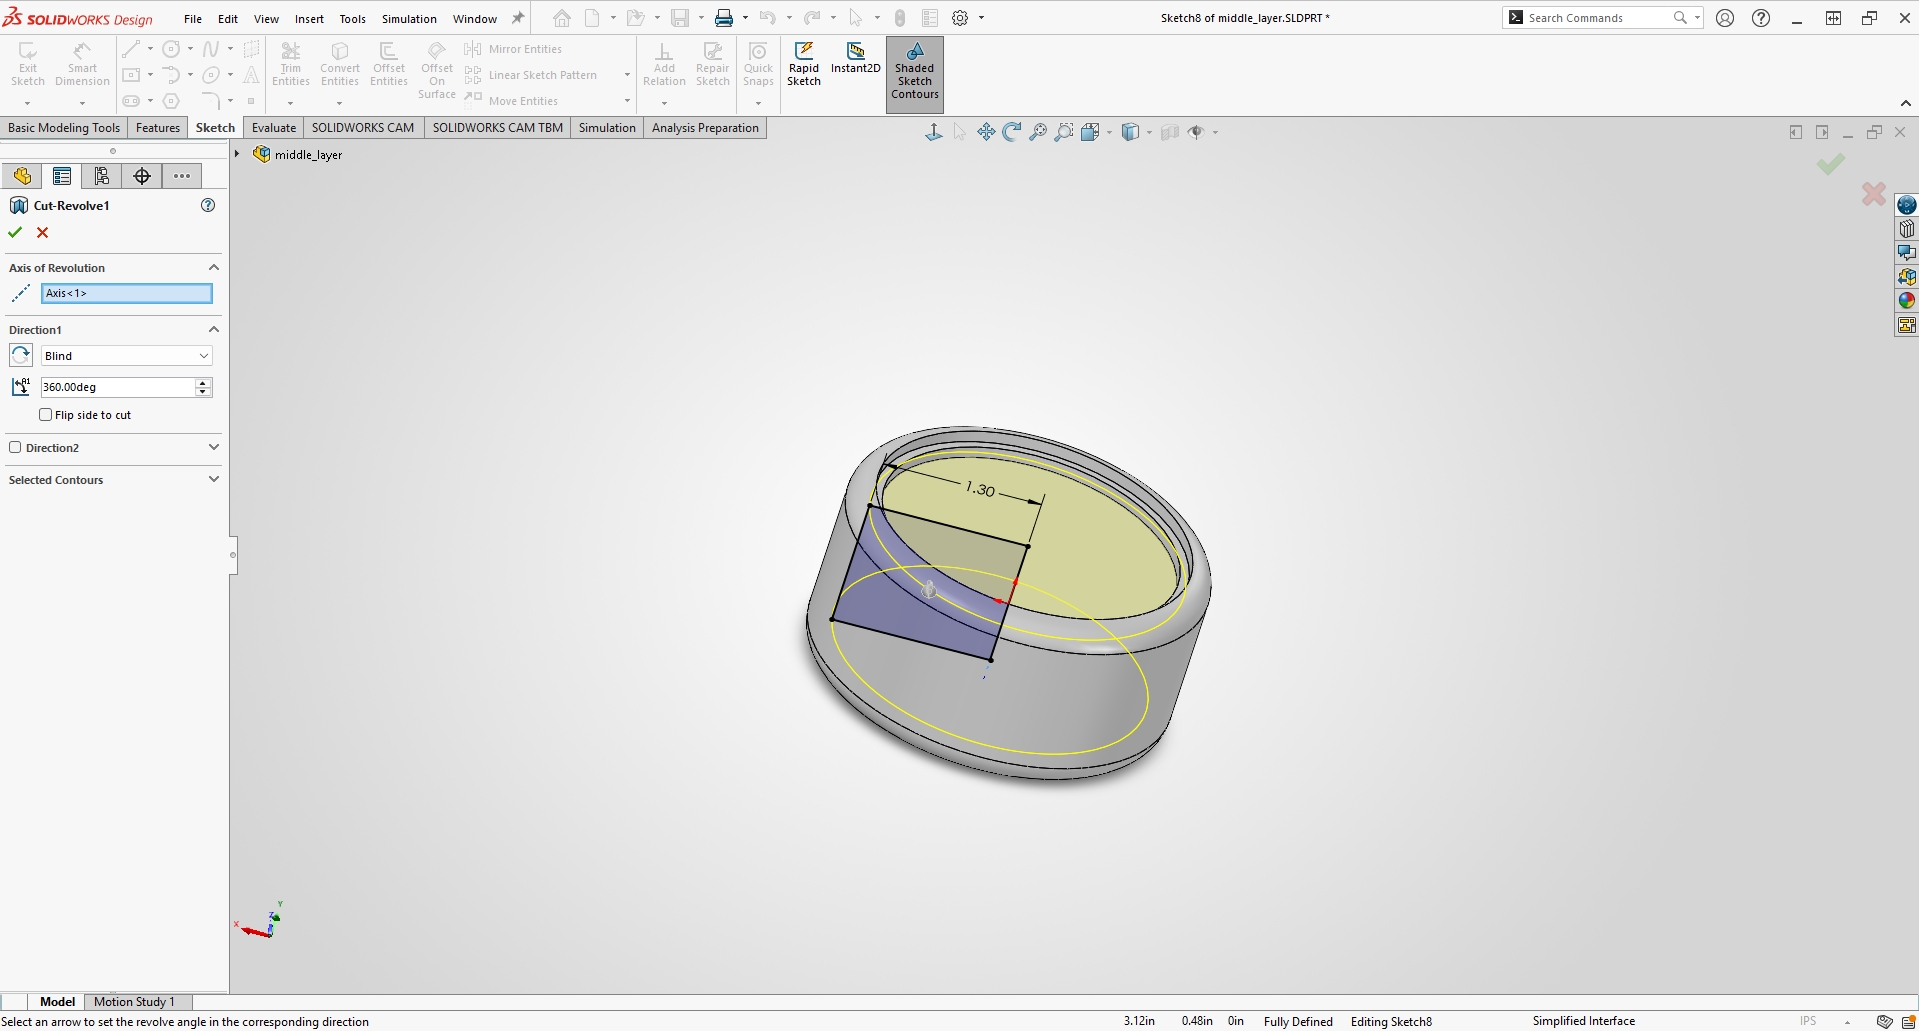 SOLIDWORKS Design File Edit View Insert Tools Simulation Window Sketch8 of middle_layer.SLDPRT * Search Commands
Exit Sketch
Smart Dimension
Trim Entities
Convert Entities
Offset Entities
Offset On Surface
Mirror Entities
Linear Sketch Pattern
Move Entities
Add Relation
Repair Sketch
Quick Snaps
Rapid Sketch
Instant2D
Shaded Sketch Contours
Basic Modeling Tools Features Sketch Evaluate SOLIDWORKS CAM SOLIDWORKS CAM TBM Simulation Analysis Preparation
middle_layer
Cut-Revolve1
Axis of Revolution
Axis<1>
Direction1
Blind
360.00deg
Flip side to cut
Direction2
Selected Contours
1.30
Y
Z
X
Model Motion Study 1
Select an arrow to set the revolve angle in the corresponding direction 3.12in 0.48in 0in Fully Defined Editing Sketch8 Simplified Interface IPS